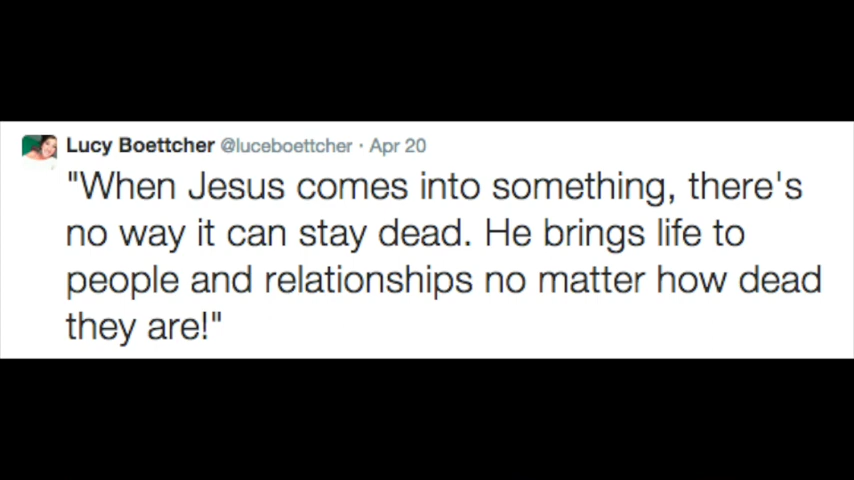 Lucy Boettcher @luceboettcher · Apr 20
"When Jesus comes into something, there's
no way it can stay dead. He brings life to
people and relationships no matter how dead
they are!"